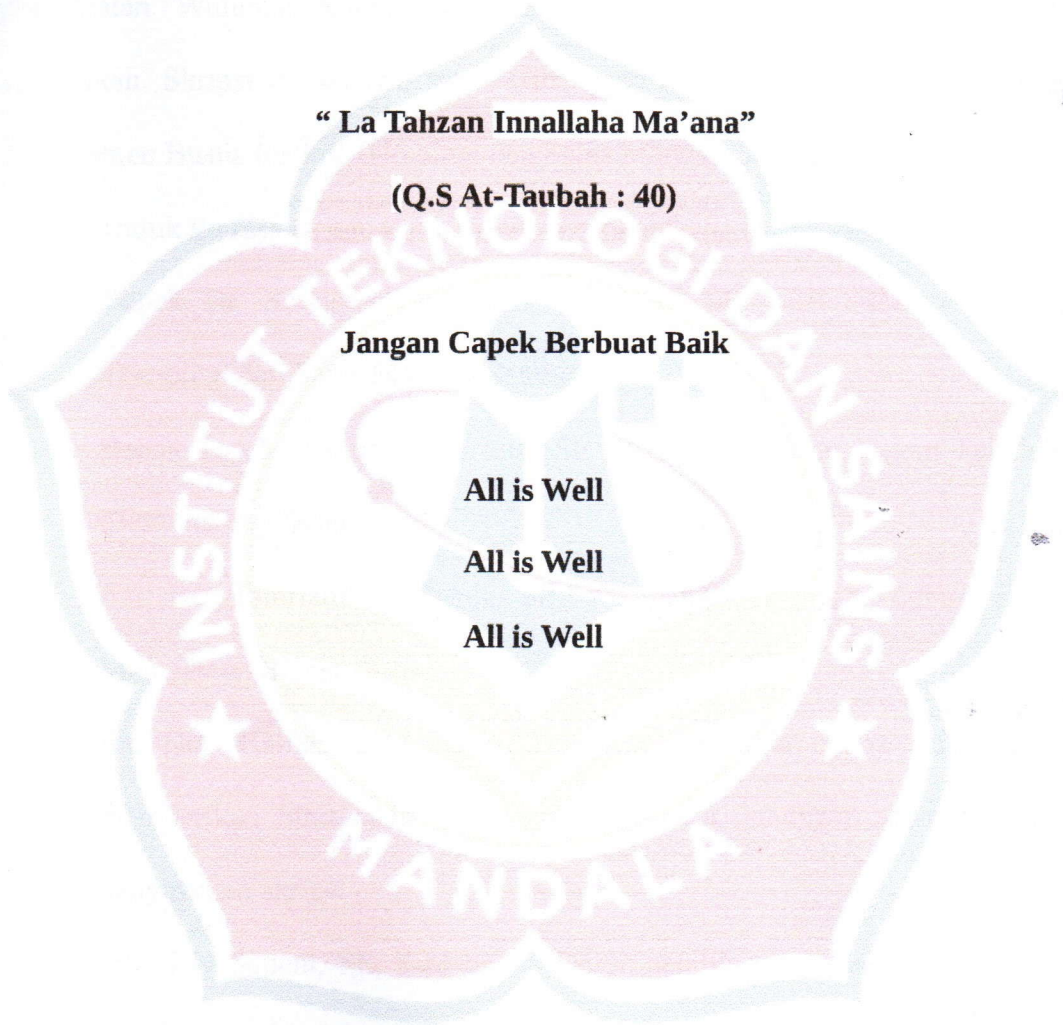 “ La Tahzan Innallaha Ma’ana”
(Q.S At-Taubah : 40)
Jangan Capek Berbuat Baik
All is Well
All is Well
All is Well
INSTITUT TEKNOLOGI DAN SAINS
MANDALA